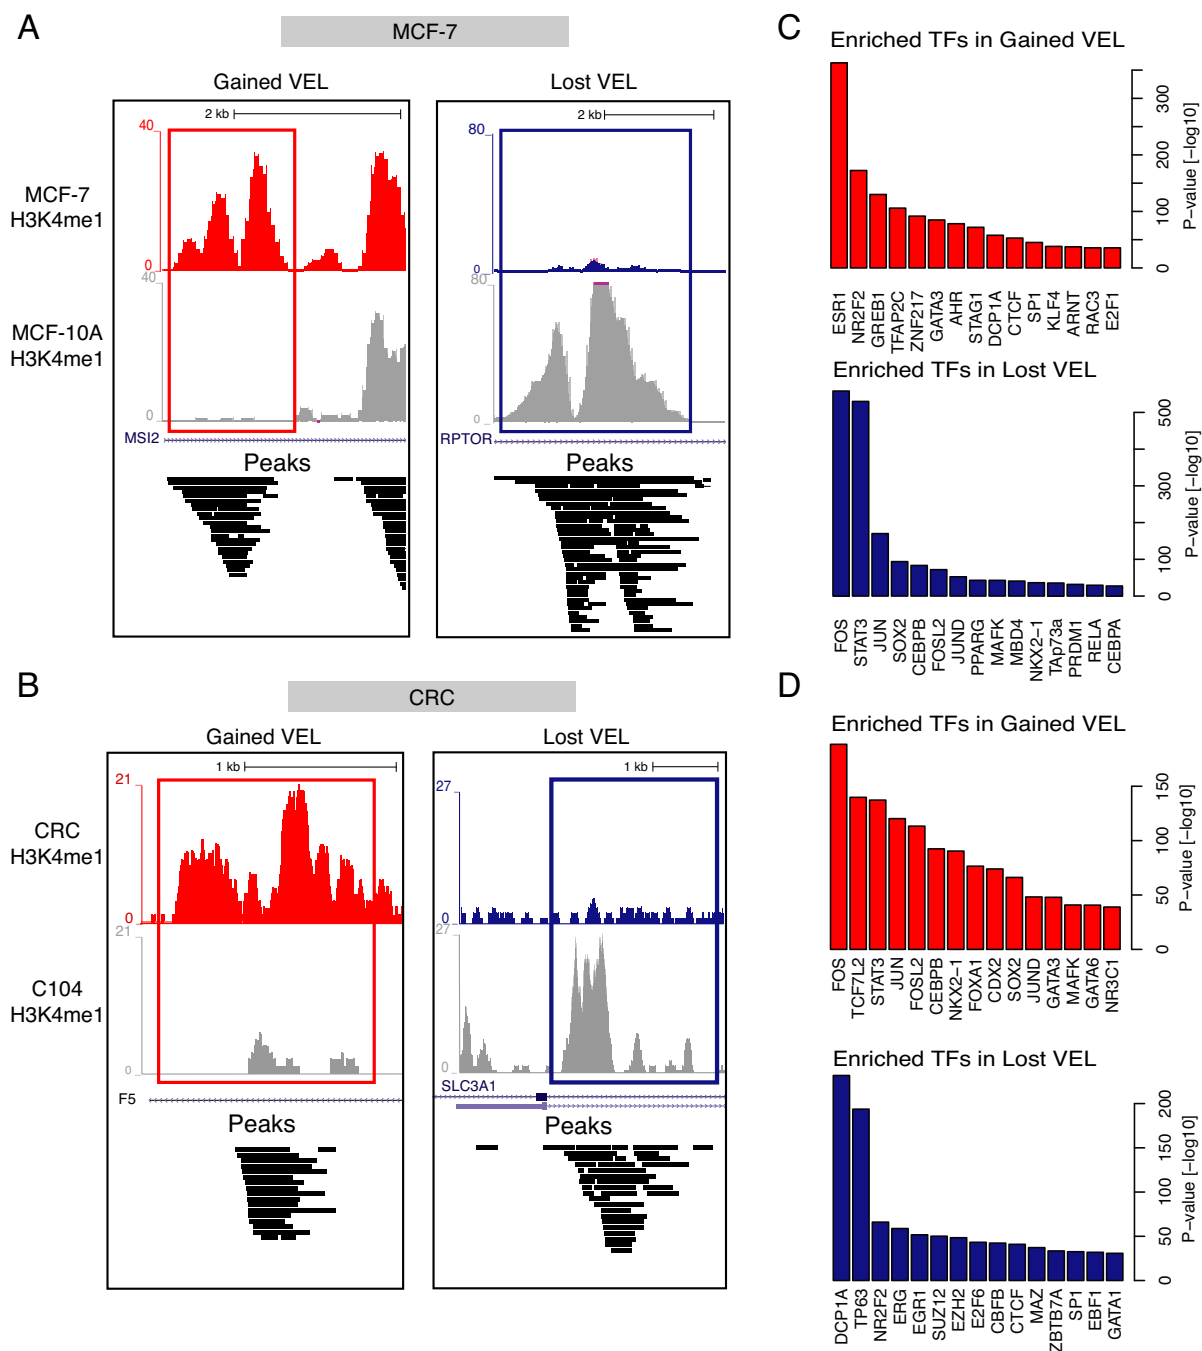 A
MCF-7
Gained VEL
Lost VEL
2 kb
2 kb
40
80
MCF-7
H3K4me1
0
0
40
80
MCF-10A
H3K4me1
0
0
MSI2
RPTOR
Peaks
Peaks
B
CRC
Gained VEL
Lost VEL
1 kb
1 kb
21
27
CRC
H3K4me1
0
0
21
27
C104
H3K4me1
0
0
F5
SLC3A1
Peaks
Peaks
C
Enriched TFs in Gained VEL
0
100
200
300
P-value [-log10]
ESR1
NR2F2
GREB1
TFAP2C
ZNF217
GATA3
AHR
STAG1
DCP1A
CTCF
SP1
KLF4
ARNT
RAC3
E2F1
Enriched TFs in Lost VEL
0
100
300
500
P-value [-log10]
FOS
STAT3
JUN
SOX2
CEBPB
FOSL2
JUND
PPARG
MAFK
MBD4
NKX2-1
TAp73a
PRDM1
RELA
CEBPA
D
Enriched TFs in Gained VEL
0
50
100
150
P-value [-log10]
FOS
TCF7L2
STAT3
JUN
FOSL2
CEBPB
NKX2-1
FOXA1
CDX2
SOX2
JUND
GATA3
MAFK
GATA6
NR3C1
Enriched TFs in Lost VEL
0
50
100
150
200
P-value [-log10]
DCP1A
TP63
NR2F2
ERG
EGR1
SUZ12
EZH2
E2F6
CBFB
CTCF
MAZ
ZBTB7A
SP1
EBF1
GATA1